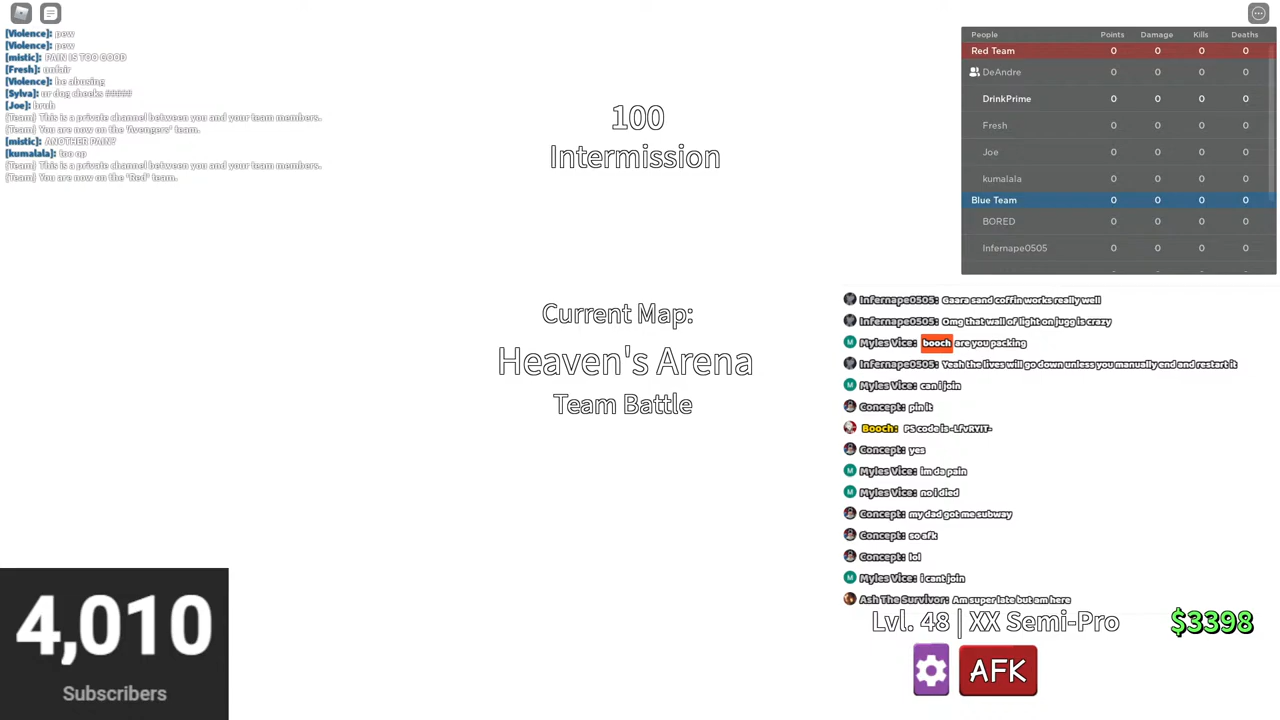 [Violence]: pew
[Violence]: pew
[mistic]: PAIN IS TOO GOOD
[Fresh]: unfair
[Violence]: he abusing
[Sylva]: ur dog cheeks #####
[Joe]: bruh
{Team} This is a private channel between you and your team members.
{Team} You are now on the 'Avengers' team.
[mistic]: ANOTHER PAIN?
[kumalala]: too op
{Team} This is a private channel between you and your team members.
{Team} You are now on the 'Red' team.
100
Intermission
Current Map:
Heaven's Arena
Team Battle
People Points Damage Kills Deaths
Red Team 0 0 0 0
DeAndre 0 0 0 0
DrinkPrime 0 0 0 0
Fresh 0 0 0 0
Joe 0 0 0 0
kumalala 0 0 0 0
Blue Team 0 0 0 0
BORED 0 0 0 0
Infernape0505 0 0 0 0
Infernape0505: Gaara sand coffin works really well
Infernape0505: Omg that wall of light on jugg is crazy
M Myles Vice: booch are you packing
Infernape0505: Yeah the lives will go down unless you manually end and restart it
M Myles Vice: can i join
Concept: pin it
Booch: PS code is -LfvRYIT-
Concept: yes
M Myles Vice: im da pain
M Myles Vice: no i died
Concept: my dad got me subway
Concept: so afk
Concept: lol
M Myles Vice: i cant join
Ash The Survivor: Am super late but am here
Lvl. 48 | XX Semi-Pro $3398
AFK
4,010
Subscribers